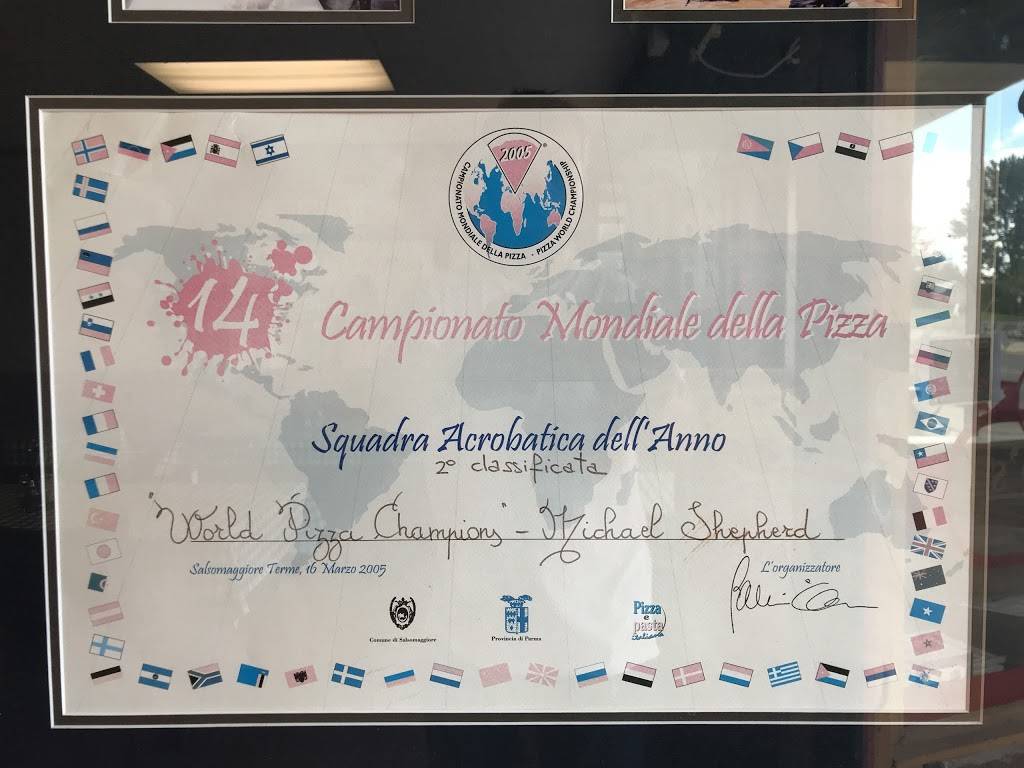 2005
CAMPIONATO MONDIALE DELLA PIZZA - PIZZA WORLD CHAMPIONSHIP
14°
Campionato Mondiale della Pizza
Squadra Acrobatica dell'Anno
2° classificata
"World Pizza Champions" - Michael Shepherd
Salsomaggiore Terme, 16 Marzo 2005
L'organizzatore
Comune di Salsomaggiore
Provincia di Parma
Pizza
e
pasta
italiana